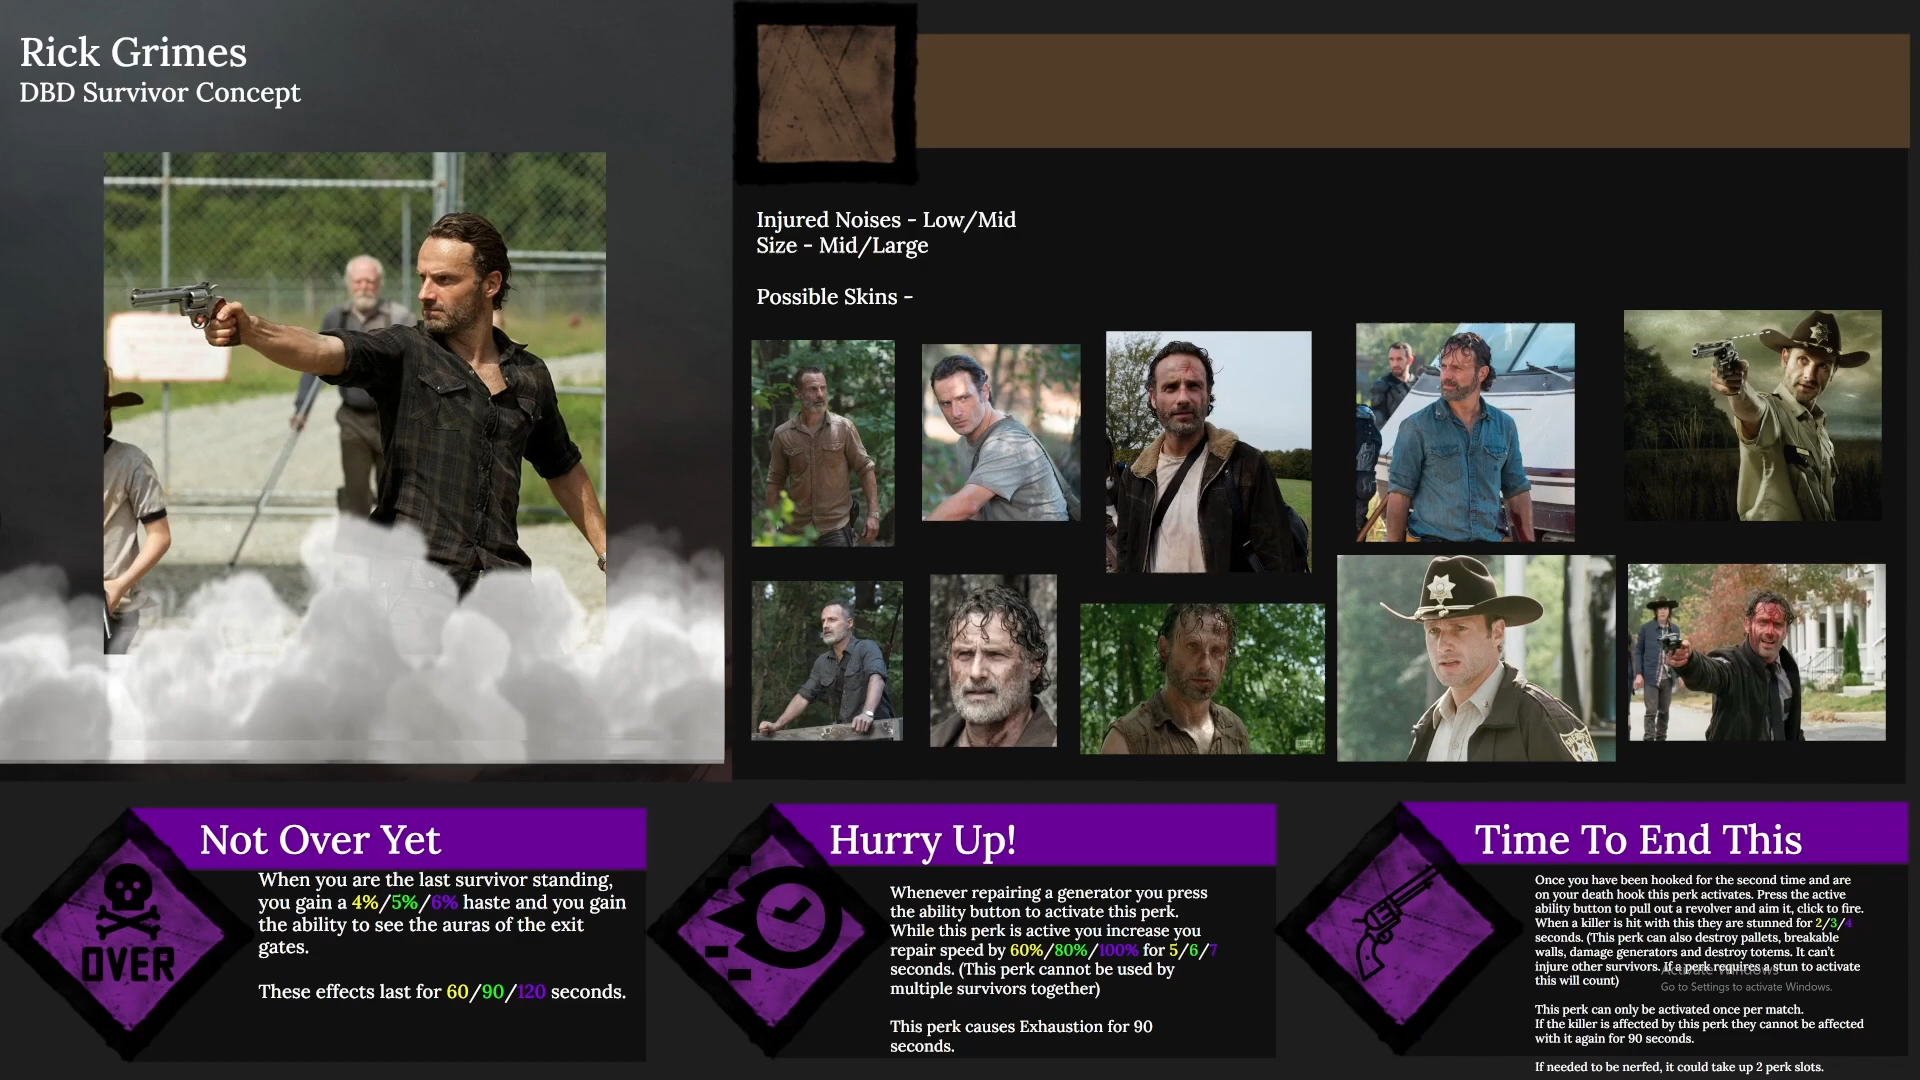 Rick Grimes
DBD Survivor Concept
Injured Noises - Low/Mid
Size - Mid/Large
Possible Skins -
Not Over Yet
OVER
When you are the last survivor standing,
you gain a 4%/5%/6% haste and you gain
the ability to see the auras of the exit
gates.
These effects last for 60/90/120 seconds.
Hurry Up!
Whenever repairing a generator you press
the ability button to activate this perk.
While this perk is active you increase you
repair speed by 60%/80%/100% for 5/6/7
seconds. (This perk cannot be used by
multiple survivors together)
This perk causes Exhaustion for 90
seconds.
Time To End This
Once you have been hooked for the second time and are
on your death hook this perk activates. Press the active
ability button to pull out a revolver and aim it, click to fire.
When a killer is hit with this they are stunned for 2/3/4
seconds. (This perk can also destroy pallets, breakable
walls, damage generators and destroy totems. It can't
injure other survivors. If a perk requires a stun to activate
this will count)
Activate Windows
Go to Settings to activate Windows.
This perk can only be activated once per match.
If the killer is affected by this perk they cannot be affected
with it again for 90 seconds.
If needed to be nerfed, it could take up 2 perk slots.